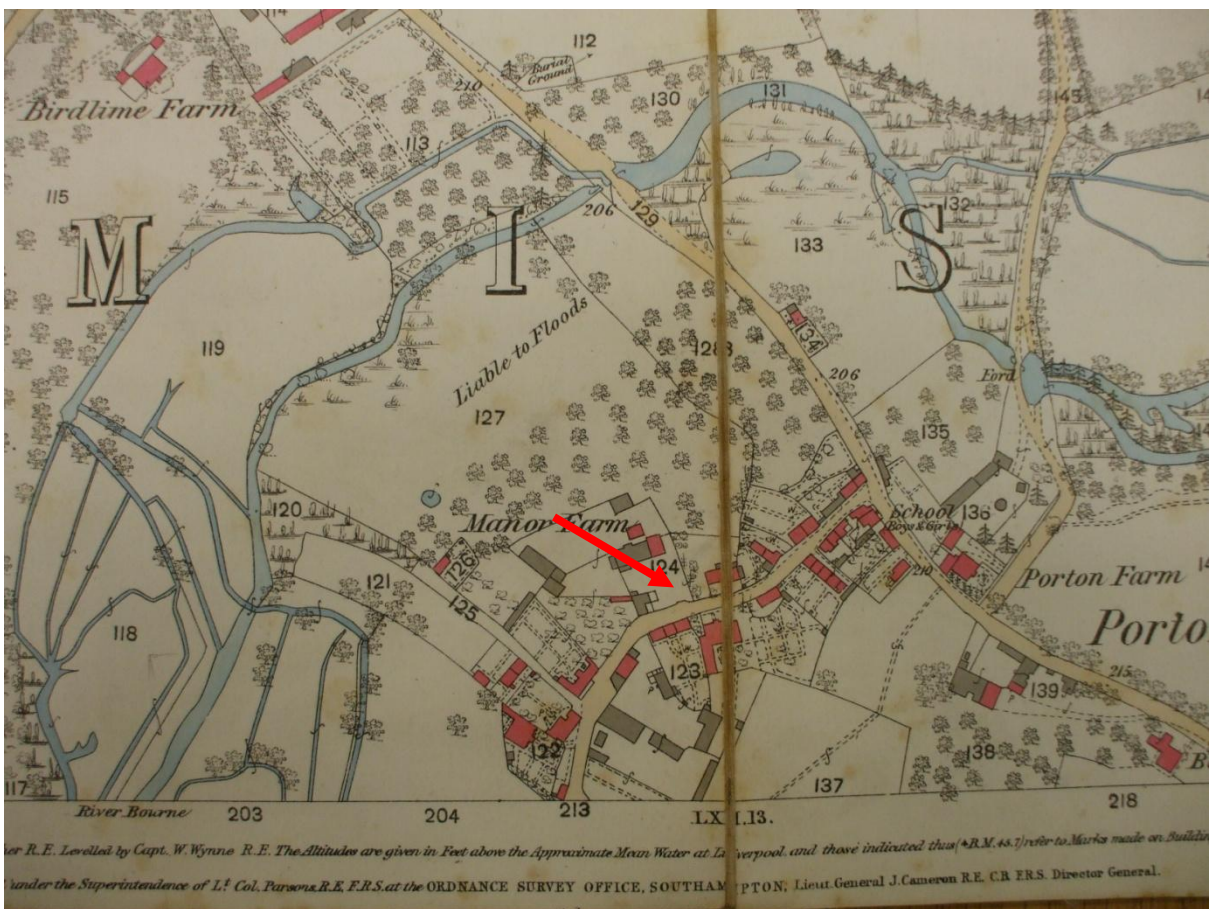 114
112
Burial
Ground
210
Birdlime Farm
130
131
145
113
115
132
206
129
133
M I S
119
Liable to Floods
128
134
206
Ford
127
135
120
Manor Farm
School
(Boys & Girls)
136
126
124
210
121
125
Porton Farm
Porto
118
123
215
139
122
138
117
137
River Bourne
203
204
213
LXVI.13.
218
er R.E. Levelled by Capt. W. Wynne R.E. The Altitudes are given in Feet above the Approximate Mean Water at Liverpool, and those indicated thus (B.M. 48.7) refer to Marks made on Buildin
under the Superintendence of Lt. Col. Parsons, R.E. F.R.S. at the ORDNANCE SURVEY OFFICE, SOUTHAMPTON, Lieut. General J. Cameron R.E. C.B. F.R.S. Director General.